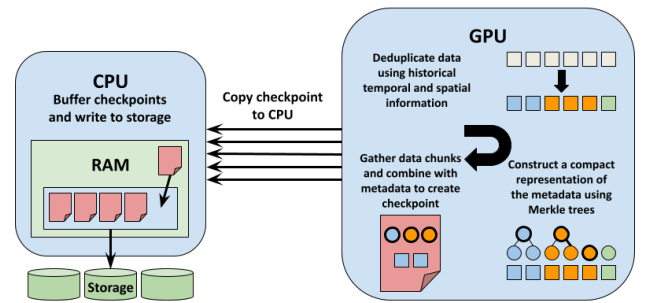 CPU
Buffer checkpoints
and write to storage
RAM
Storage
Copy checkpoint
to CPU
GPU
Deduplicate data
using historical
temporal and spatial
information
Gather data chunks
and combine with
metadata to create
checkpoint
Construct a compact
representation of
the metadata using
Merkle trees